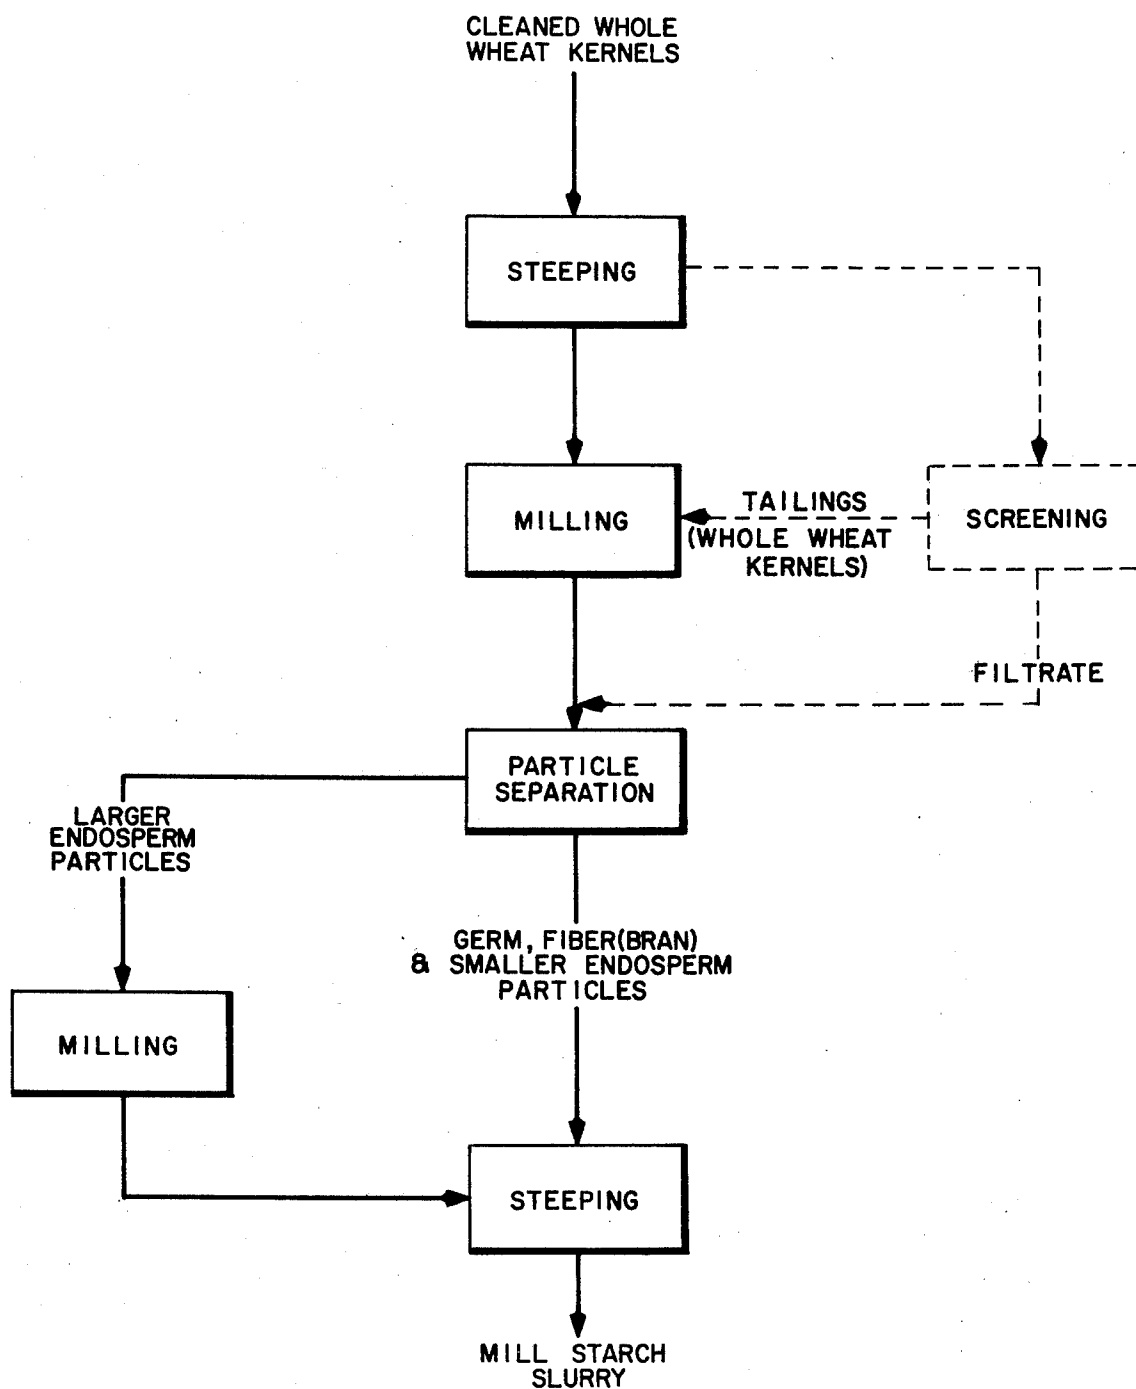 CLEANED WHOLE
WHEAT KERNELS
STEEPING
MILLING
TAILINGS
(WHOLE WHEAT
KERNELS)
SCREENING
FILTRATE
PARTICLE
SEPARATION
LARGER
ENDOSPERM
PARTICLES
GERM, FIBER(BRAN)
& SMALLER ENDOSPERM
PARTICLES
MILLING
STEEPING
MILL STARCH
SLURRY